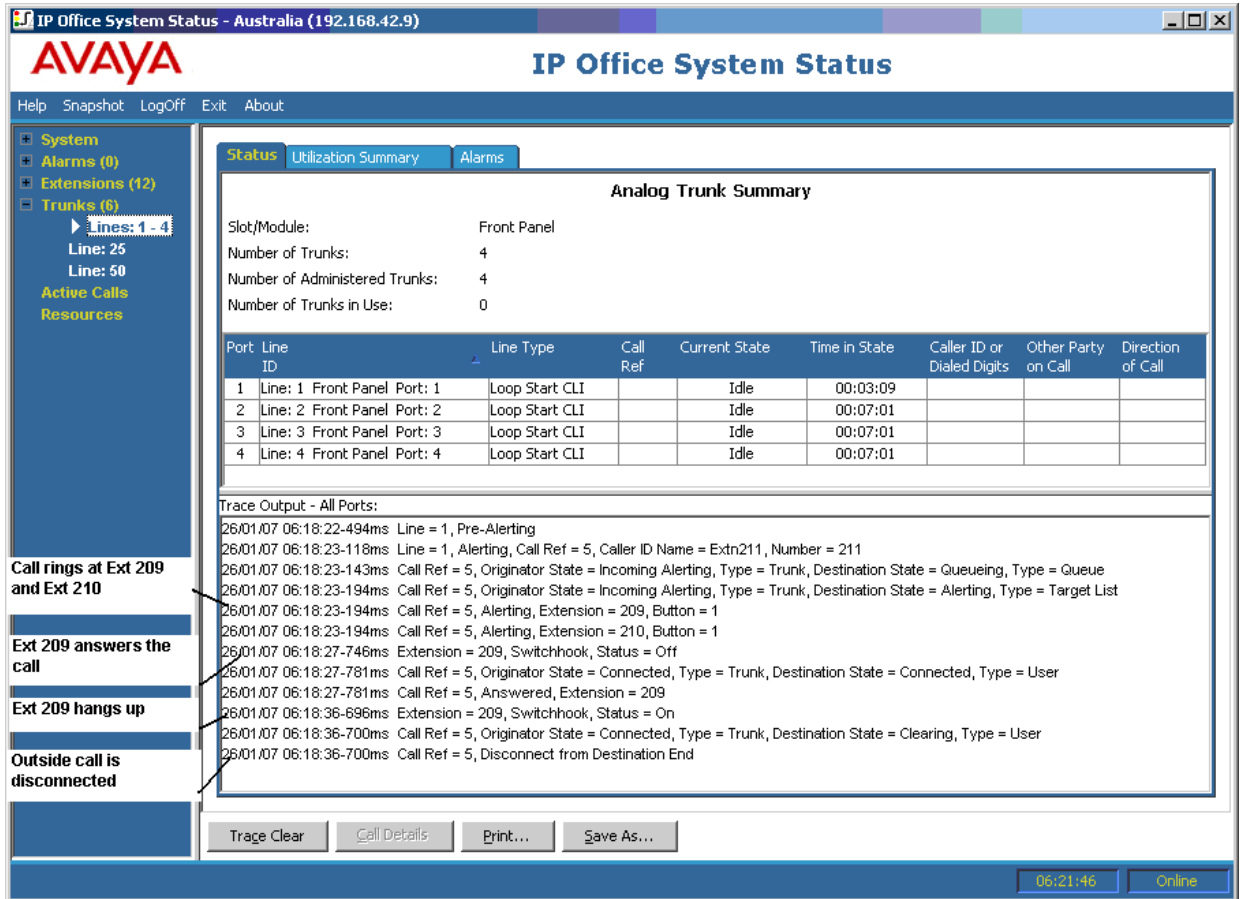 IP Office System Status - Australia (192.168.42.9)
AVAYA
IP Office System Status
Help Snapshot LogOff Exit About
System
Alarms (0)
Extensions (12)
Trunks (6)
Lines: 1 - 4
Line: 25
Line: 50
Active Calls
Resources
Status Utilization Summary Alarms
Analog Trunk Summary
Slot/Module: Front Panel
Number of Trunks: 4
Number of Administered Trunks: 4
Number of Trunks in Use: 0
Port Line ID Line Type Call Ref Current State Time in State Caller ID or Dialed Digits Other Party on Call Direction of Call
1 Line: 1 Front Panel Port: 1 Loop Start CLI Idle 00:03:09
2 Line: 2 Front Panel Port: 2 Loop Start CLI Idle 00:07:01
3 Line: 3 Front Panel Port: 3 Loop Start CLI Idle 00:07:01
4 Line: 4 Front Panel Port: 4 Loop Start CLI Idle 00:07:01
Trace Output - All Ports:
26/01/07 06:18:22-494ms Line = 1, Pre-Alerting
26/01/07 06:18:23-118ms Line = 1, Alerting, Call Ref = 5, Caller ID Name = Extn211, Number = 211
26/01/07 06:18:23-143ms Call Ref = 5, Originator State = Incoming Alerting, Type = Trunk, Destination State = Queueing, Type = Queue
26/01/07 06:18:23-194ms Call Ref = 5, Originator State = Incoming Alerting, Type = Trunk, Destination State = Alerting, Type = Target List
26/01/07 06:18:23-194ms Call Ref = 5, Alerting, Extension = 209, Button = 1
26/01/07 06:18:23-194ms Call Ref = 5, Alerting, Extension = 210, Button = 1
26/01/07 06:18:27-746ms Extension = 209, Switchhook, Status = Off
26/01/07 06:18:27-781ms Call Ref = 5, Originator State = Connected, Type = Trunk, Destination State = Connected, Type = User
26/01/07 06:18:27-781ms Call Ref = 5, Answered, Extension = 209
26/01/07 06:18:36-696ms Extension = 209, Switchhook, Status = On
26/01/07 06:18:36-700ms Call Ref = 5, Originator State = Connected, Type = Trunk, Destination State = Clearing, Type = User
26/01/07 06:18:36-700ms Call Ref = 5, Disconnect from Destination End
Call rings at Ext 209
and Ext 210
Ext 209 answers the
call
Ext 209 hangs up
Outside call is
disconnected
Trace Clear Call Details Print... Save As...
06:21:46 Online